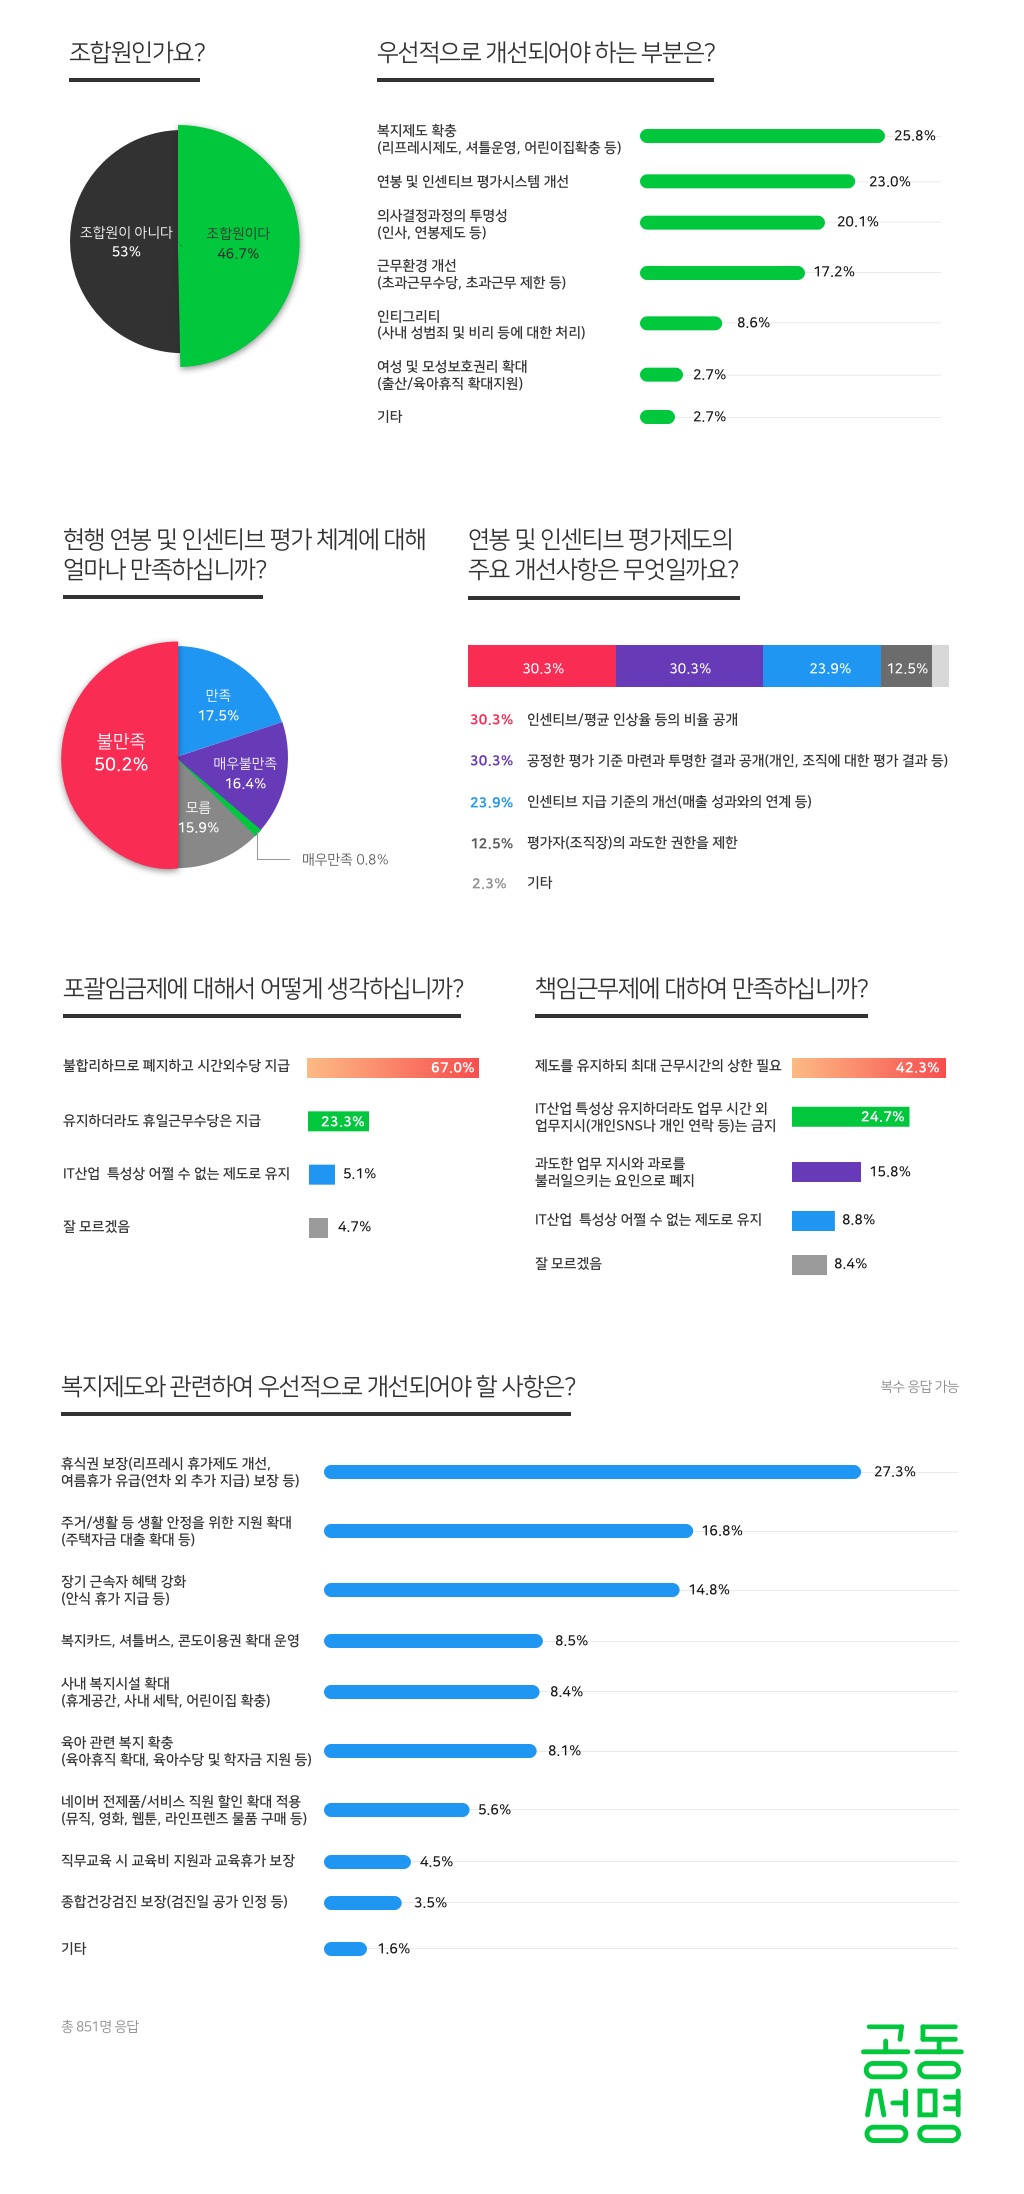 조합원인가요?
조합원이 아니다
53%
조합원이다
46.7%
우선적으로 개선되어야 하는 부분은?
복지제도 확충
(리프레시제도, 셔틀운영, 어린이집확충 등)
25.8%
연봉 및 인센티브 평가시스템 개선
23.0%
의사결정과정의 투명성
(인사, 연봉제도 등)
20.1%
근무환경 개선
(초과근무수당, 초과근무 제한 등)
17.2%
인티그리티
(사내 성범죄 및 비리 등에 대한 처리)
8.6%
여성 및 모성보호권리 확대
(출산/육아휴직 확대지원)
2.7%
기타
2.7%
현행 연봉 및 인센티브 평가 체계에 대해
얼마나 만족하십니까?
만족
17.5%
불만족
50.2%
매우불만족
16.4%
모름
15.9%
매우만족 0.8%
연봉 및 인센티브 평가제도의
주요 개선사항은 무엇일까요?
30.3%
30.3%
23.9%
12.5%
30.3% 인센티브/평균 인상율 등의 비율 공개
30.3% 공정한 평가 기준 마련과 투명한 결과 공개(개인, 조직에 대한 평가 결과 등)
23.9% 인센티브 지급 기준의 개선(매출 성과와의 연계 등)
12.5% 평가자(조직장)의 과도한 권한을 제한
2.3% 기타
포괄임금제에 대해서 어떻게 생각하십니까?
불합리하므로 폐지하고 시간외수당 지급
67.0%
유지하더라도 휴일근무수당은 지급
23.3%
IT산업 특성상 어쩔 수 없는 제도로 유지
5.1%
잘 모르겠음
4.7%
책임근무제에 대하여 만족하십니까?
제도를 유지하되 최대 근무시간의 상한 필요
42.3%
IT산업 특성상 유지하더라도 업무 시간 외
업무지시(개인SNS나 개인 연락 등)는 금지
24.7%
과도한 업무 지시와 과로를
불러일으키는 요인으로 폐지
15.8%
IT산업 특성상 어쩔 수 없는 제도로 유지
8.8%
잘 모르겠음
8.4%
복지제도와 관련하여 우선적으로 개선되어야 할 사항은?
복수 응답 가능
휴식권 보장(리프레시 휴가제도 개선,
여름휴가 유급(연차 외 추가 지급) 보장 등)
27.3%
주거/생활 등 생활 안정을 위한 지원 확대
(주택자금 대출 확대 등)
16.8%
장기 근속자 혜택 강화
(안식 휴가 지급 등)
14.8%
복지카드, 셔틀버스, 콘도이용권 확대 운영
8.5%
사내 복지시설 확대
(휴게공간, 사내 세탁, 어린이집 확충)
8.4%
육아 관련 복지 확충
(육아휴직 확대, 육아수당 및 학자금 지원 등)
8.1%
네이버 전제품/서비스 직원 할인 확대 적용
(뮤직, 영화, 웹툰, 라인프렌즈 물품 구매 등)
5.6%
직무교육 시 교육비 지원과 교육휴가 보장
4.5%
종합건강검진 보장(검진일 공가 인정 등)
3.5%
기타
1.6%
총 851명 응답
공동
성명